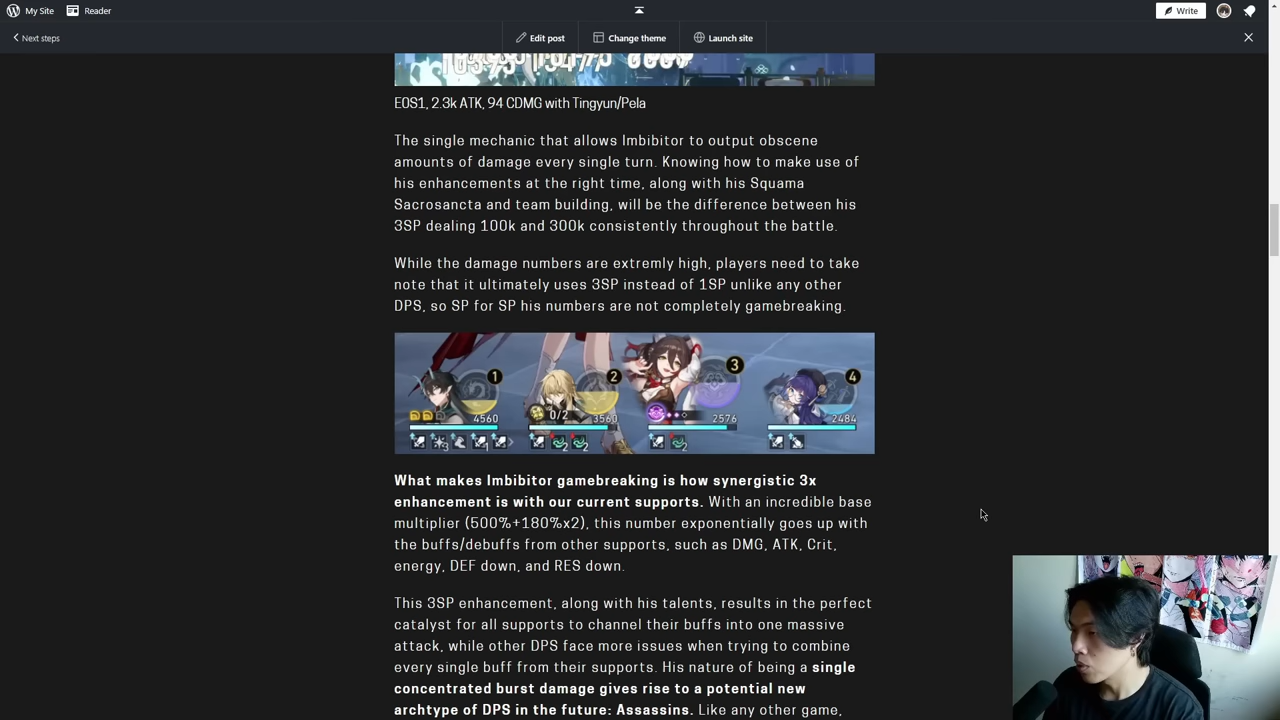 My Site
Reader
Write
Next steps
Edit post
Change theme
Launch site
E0S1, 2.3k ATK, 94 CDMG with Tingyun/Pela
The single mechanic that allows Imbibitor to output obscene
amounts of damage every single turn. Knowing how to make use of
his enhancements at the right time, along with his Squama
Sacrosancta and team building, will be the difference between his
3SP dealing 100k and 300k consistently throughout the battle.
While the damage numbers are extremly high, players need to take
note that it ultimately uses 3SP instead of 1SP unlike any other
DPS, so SP for SP his numbers are not completely gamebreaking.
1
2
3
4
0/2
4560
3560
2576
2484
What makes Imbibitor gamebreaking is how synergistic 3x
enhancement is with our current supports. With an incredible base
multiplier (500%+180%x2), this number exponentially goes up with
the buffs/debuffs from other supports, such as DMG, ATK, Crit,
energy, DEF down, and RES down.
This 3SP enhancement, along with his talents, results in the perfect
catalyst for all supports to channel their buffs into one massive
attack, while other DPS face more issues when trying to combine
every single buff from their supports. His nature of being a single
concentrated burst damage gives rise to a potential new
archtype of DPS in the future: Assassins. Like any other game,